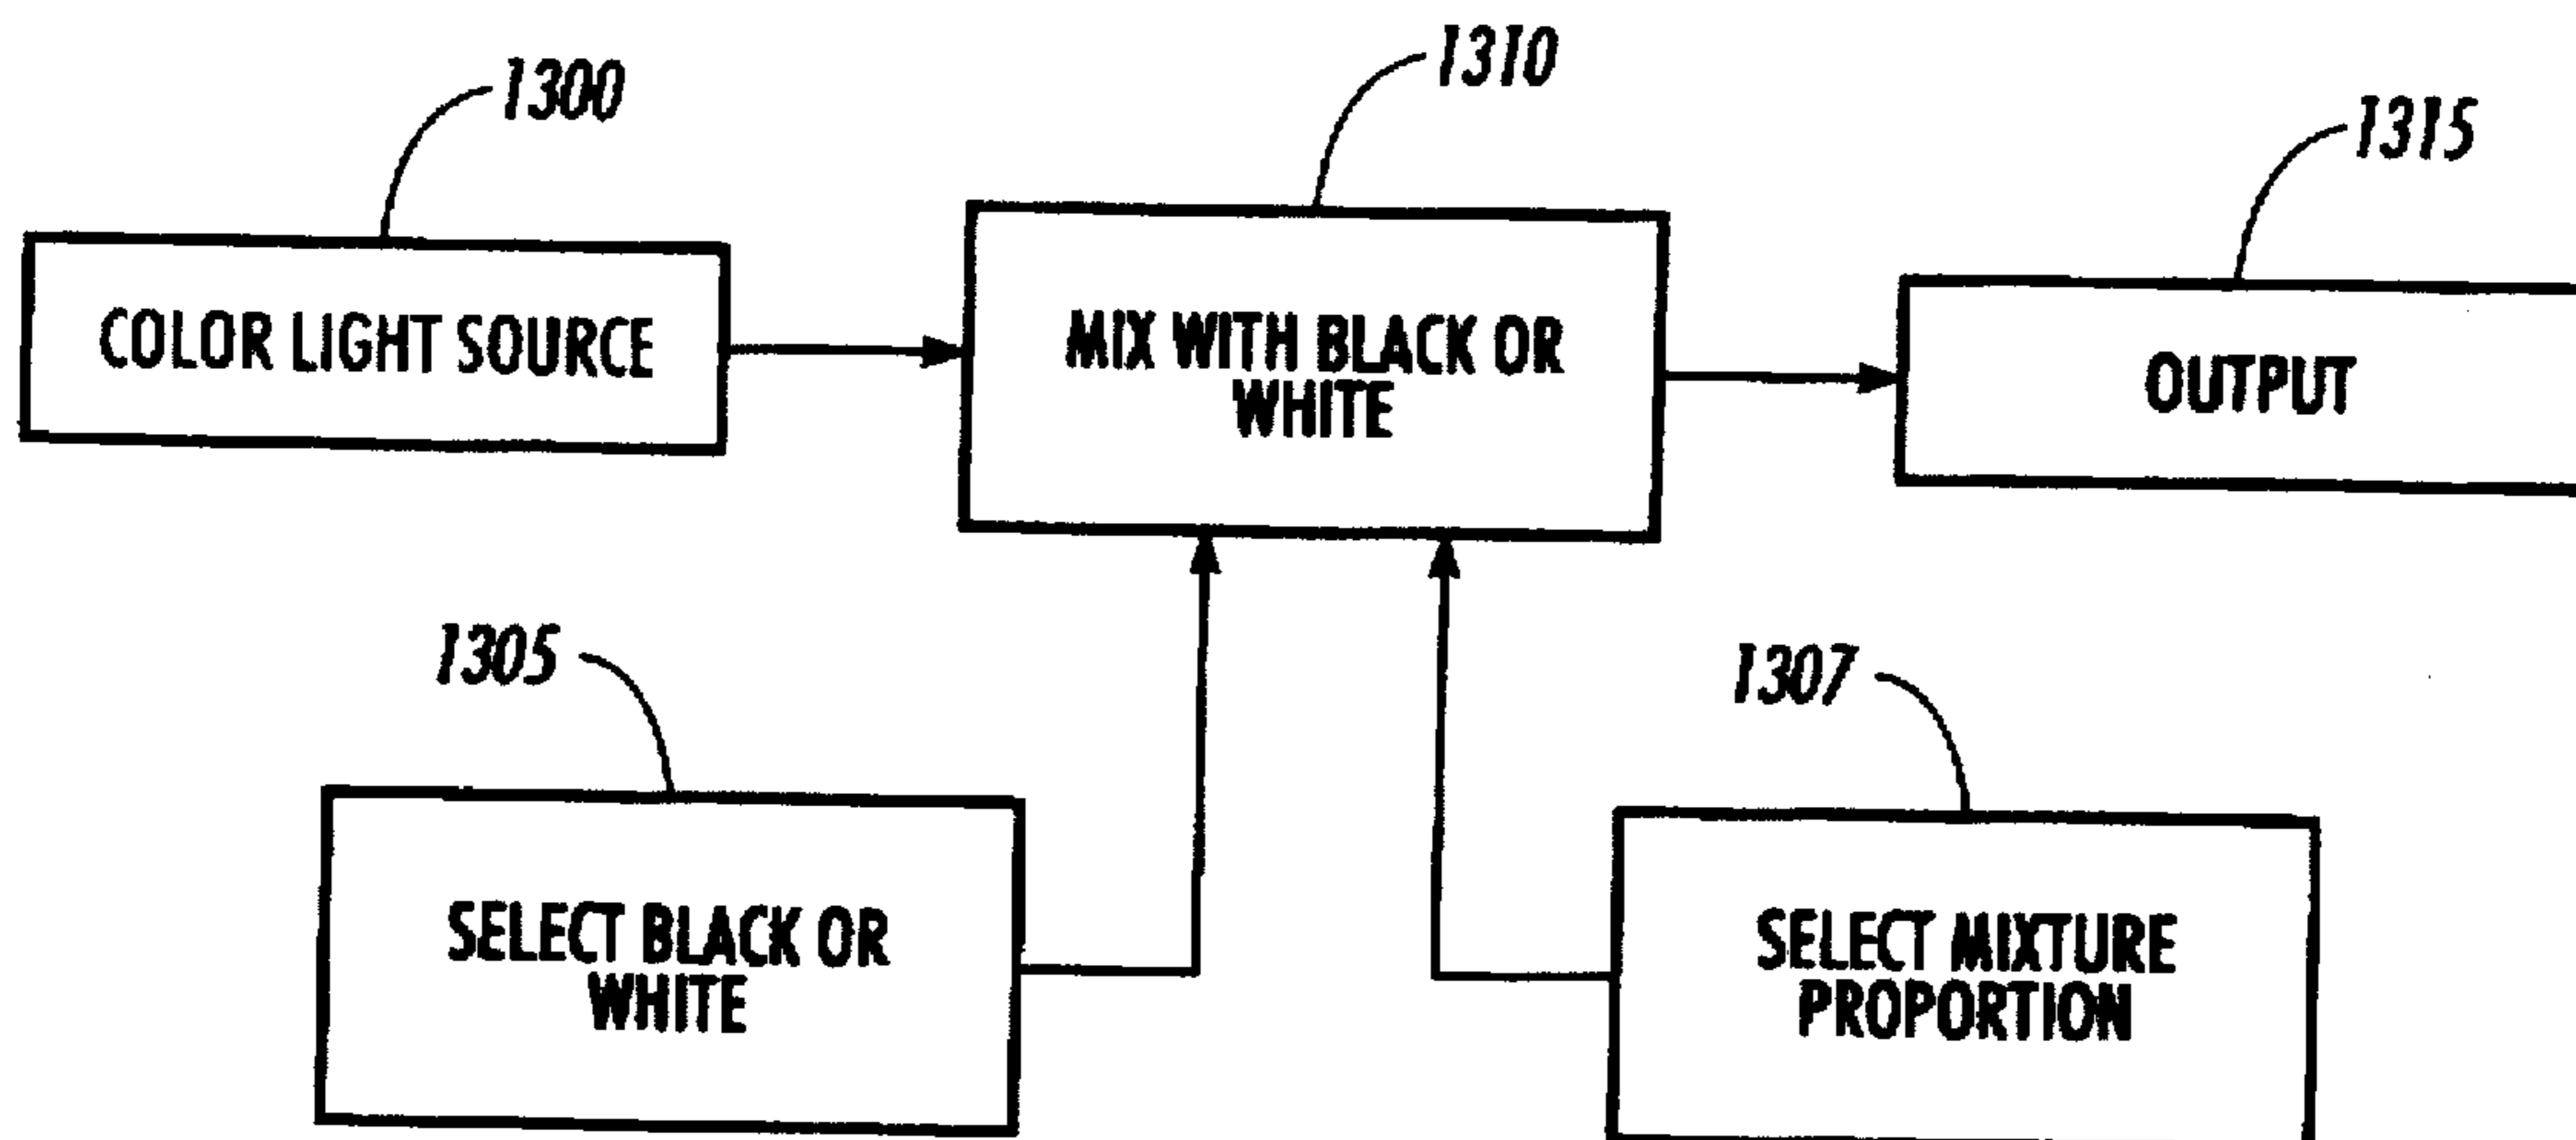 1300
1310
1315
COLOR LIGHT SOURCE
MIX WITH BLACK OR
WHITE
OUTPUT
1305
1307
SELECT BLACK OR
WHITE
SELECT MIXTURE
PROPORTION